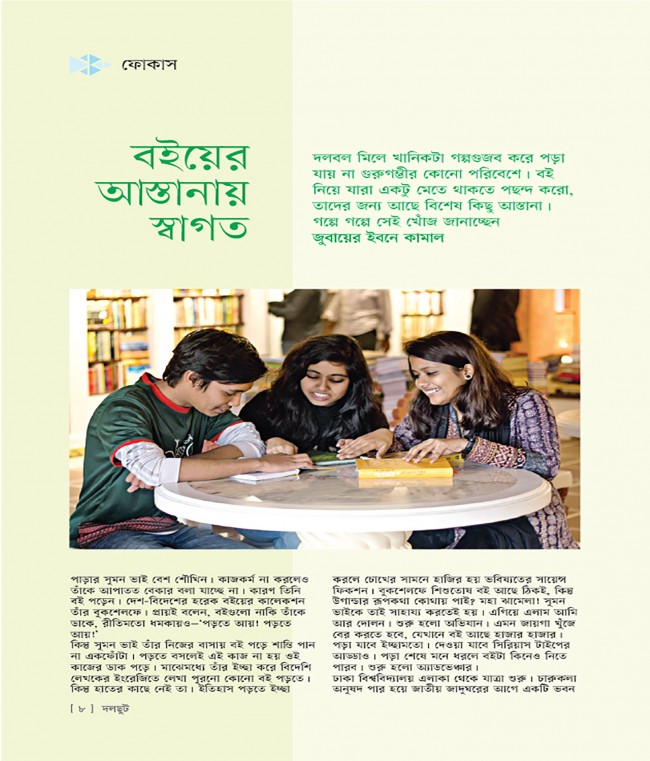 ফোকাস
বইয়ের
আস্তানায়
স্বাগত
দলবল মিলে খানিকটা গল্পগুজব করে পড়া
যায় না গুরুগম্ভীর কোনো পরিবেশে। বই
নিয়ে যারা একটু মেতে থাকতে পছন্দ করো,
তাদের জন্য আছে বিশেষ কিছু আস্তানা।
গল্পে গল্পে সেই খোঁজ জানাচ্ছেন
জুবায়ের ইবনে কামাল
পাড়ার সুমন ভাই বেশ শৌখিন। কাজকর্ম না করলেও
তাঁকে আপাতত বেকার বলা যাচ্ছে না। কারণ তিনি
বই পড়েন। দেশ-বিদেশের হরেক বইয়ের কালেকশন
তাঁর বুকশেলফে। প্রায়ই বলেন, বইগুলো নাকি তাঁকে
ডাকে, রীতিমতো ধমকায়ও—‘পড়তে আয়! পড়তে
আয়!’
কিন্তু সুমন ভাই তাঁর নিজের বাসায় বই পড়ে শান্তি পান
না একফোঁটা। পড়তে বসলেই এই কাজ না হয় ওই
কাজের ডাক পড়ে। মাঝেমধ্যে তাঁর ইচ্ছা করে বিদেশি
লেখকের ইংরেজিতে লেখা পুরনো কোনো বই পড়তে।
কিন্তু হাতের কাছে নেই তা। ইতিহাস পড়তে ইচ্ছা
করলে চোখের সামনে হাজির হয় ভবিষ্যতের সায়েন্স
ফিকশন। বুকশেলফে শিশুতোষ বই আছে ঠিকই, কিন্তু
উগান্ডার রূপকথা কোথায় পাই? মহা ঝামেলা! সুমন
ভাইকে তাই সাহায্য করতেই হয়। এগিয়ে এলাম আমি
আর দোলন। শুরু হলো অভিযান। এমন জায়গা খুঁজে
বের করতে হবে, যেখানে বই আছে হাজার হাজার।
পড়া যাবে ইচ্ছামতো। দেওয়া যাবে সিরিয়াস টাইপের
আড্ডাও। পড়া শেষে মনে ধরলে বইটা কিনেও নিতে
পারব। শুরু হলো অ্যাডভেঞ্চার।
ঢাকা বিশ্ববিদ্যালয় এলাকা থেকে যাত্রা শুরু। চারুকলা
অনুষদ পার হয়ে জাতীয় জাদুঘরের আগে একটি ভবন
[ ৮ ] দলছুট